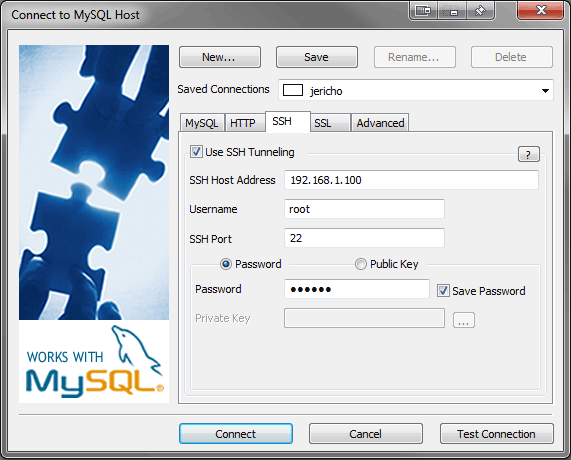 Connect to MySQL Host
New... Save Rename... Delete
Saved Connections jericho
MySQL HTTP SSH SSL Advanced
Use SSH Tunneling ?
SSH Host Address 192.168.1.100
Username root
SSH Port 22
Password Public Key
Password ●●●●●● Save Password
Private Key ...
WORKS WITH
MySQL®
Connect Cancel Test Connection